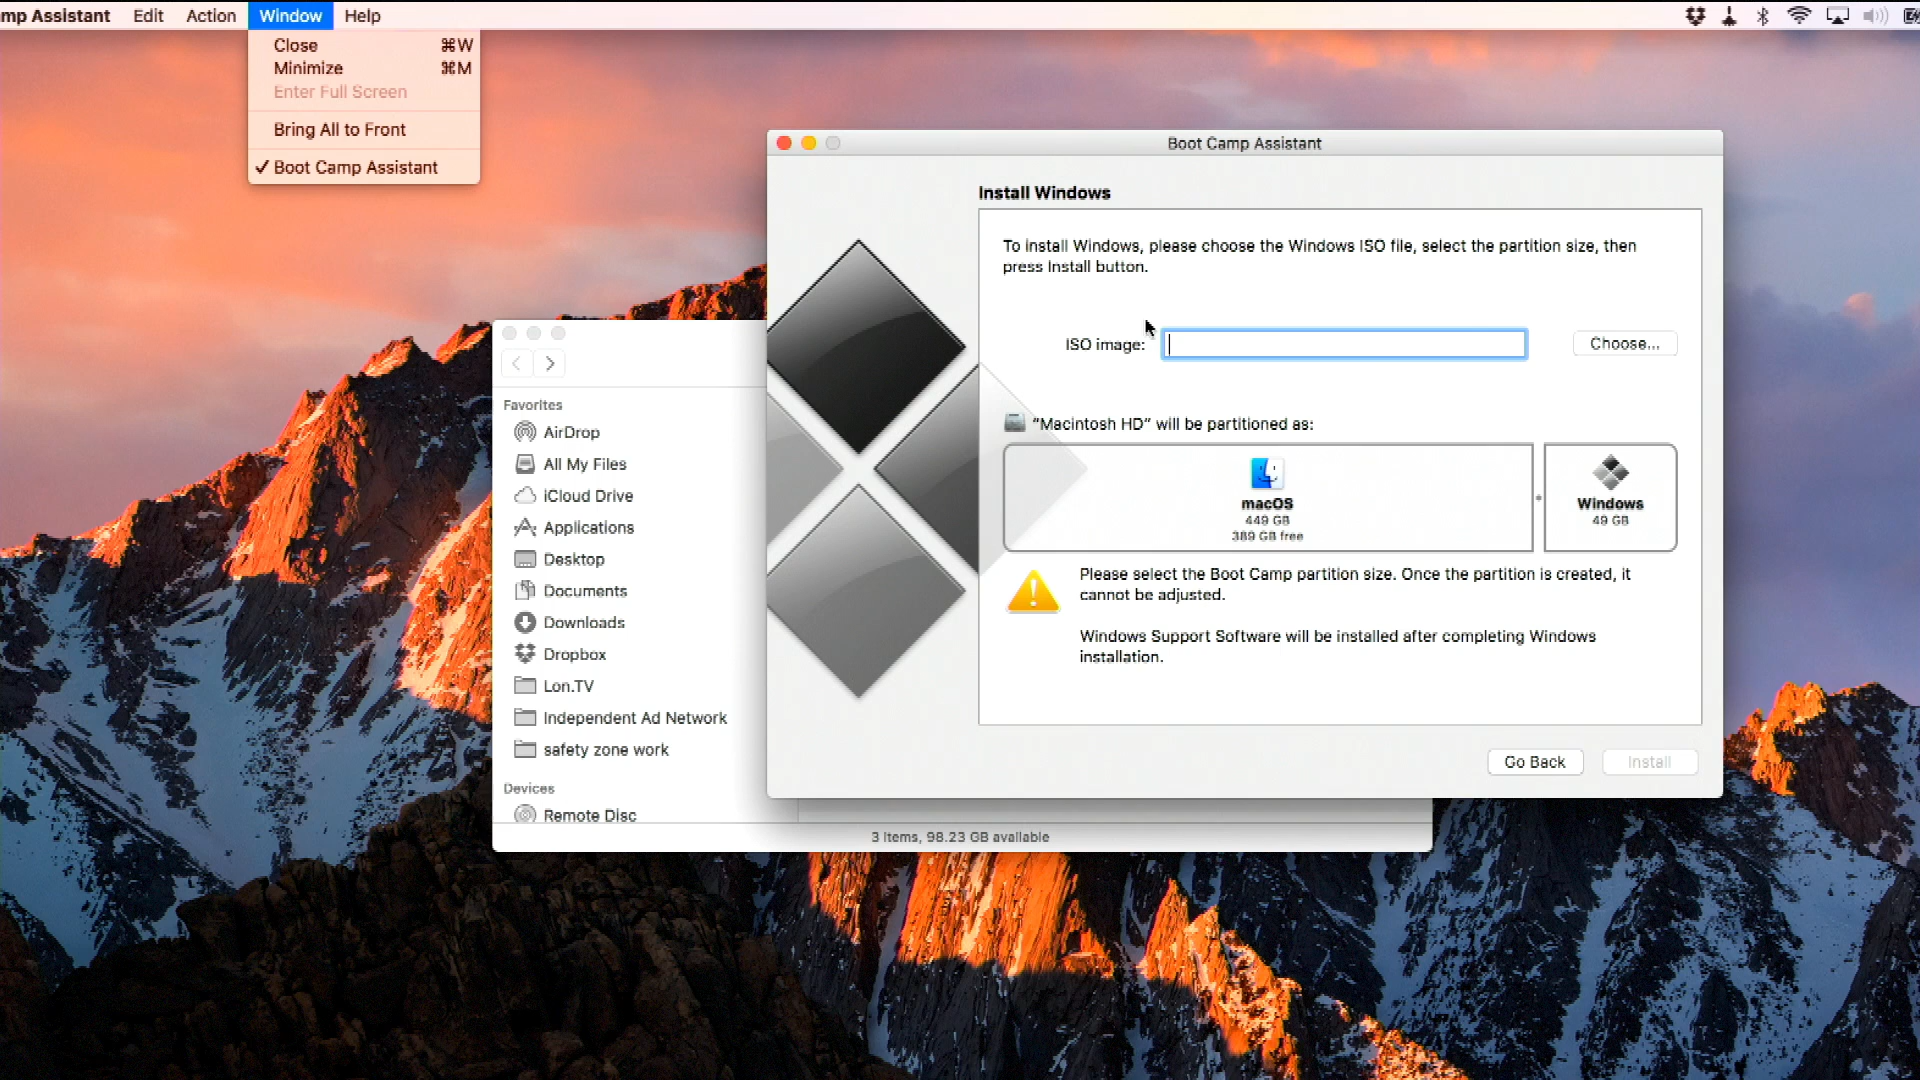 mp Assistant Edit Action Window Help
Close ⌘W
Minimize ⌘M
Enter Full Screen
Bring All to Front
✓ Boot Camp Assistant
Boot Camp Assistant
Install Windows
To install Windows, please choose the Windows ISO file, select the partition size, then
press Install button.
ISO image:
Choose...
"Macintosh HD" will be partitioned as:
macOS
449 GB
389 GB free
Windows
49 GB
Please select the Boot Camp partition size. Once the partition is created, it
cannot be adjusted.
Windows Support Software will be installed after completing Windows
installation.
Go Back
Install
Favorites
AirDrop
All My Files
iCloud Drive
Applications
Desktop
Documents
Downloads
Dropbox
Lon.TV
Independent Ad Network
safety zone work
Devices
Remote Disc
3 items, 98.23 GB available